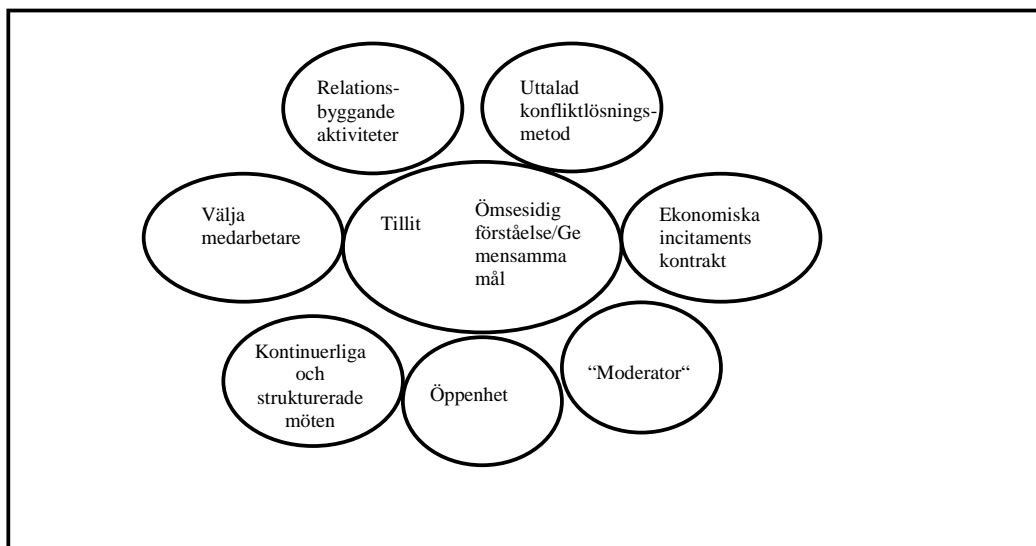 Relations-
byggande
aktiviteter
Uttalad
konfliktlösnings-
metod
Välja
medarbetare
Tillit
Ömsesidig
förståelse/Ge
mensamma
mål
Ekonomiska
incitaments
kontrakt
Kontinuerliga
och
strukturerade
möten
Öppenhet
“Moderator“